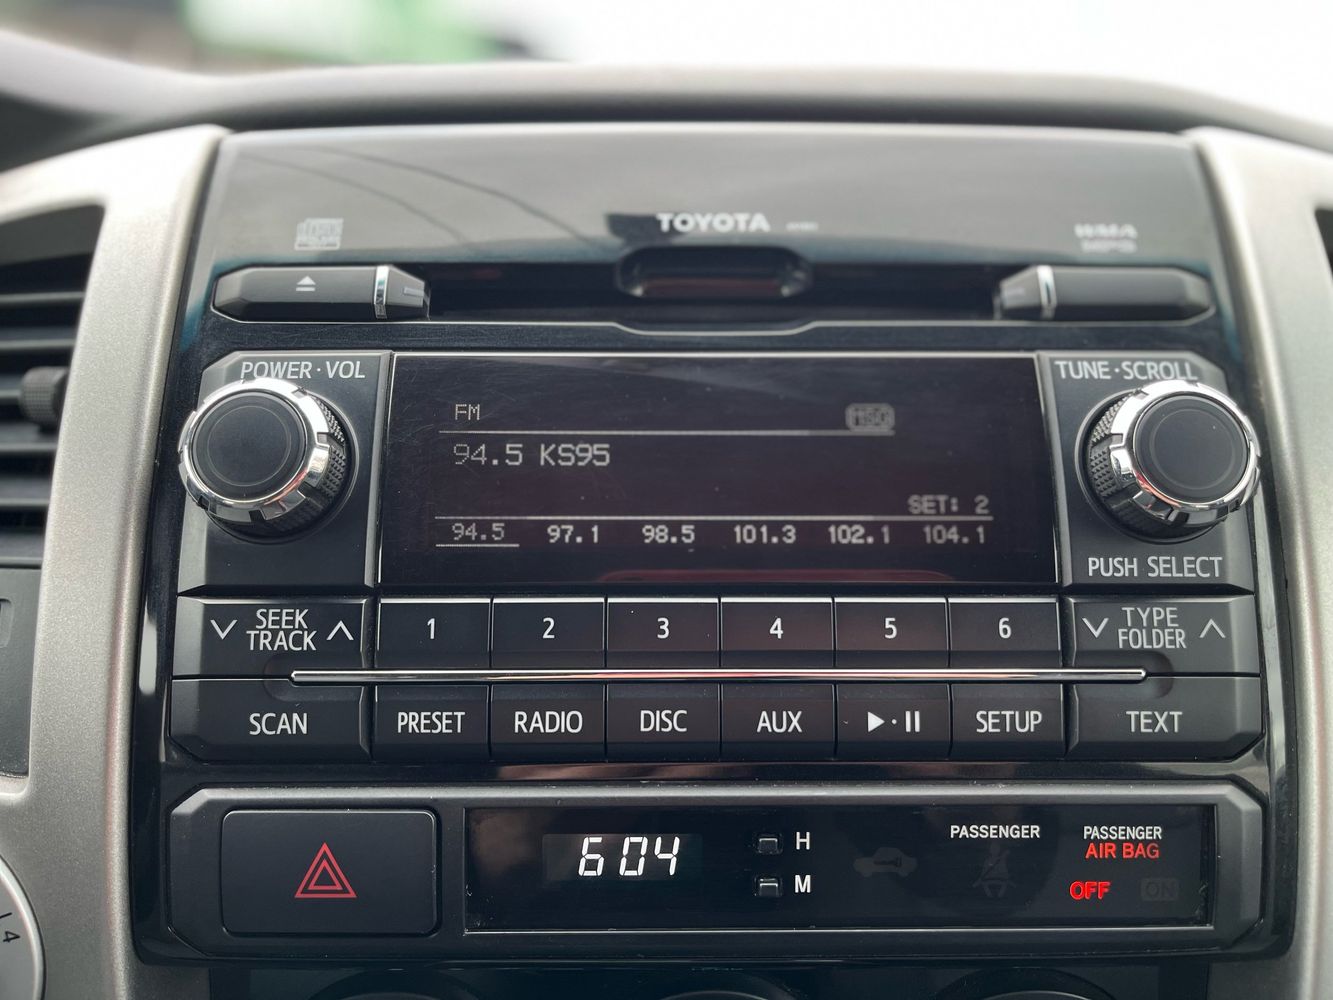 TOYOTA
POWER·VOL
TUNE·SCROLL
FM
MSG
94.5 KS95
SET: 2
94.5 97.1 98.5 101.3 102.1 104.1
PUSH SELECT
SEEK
TRACK
1 2 3 4 5 6
TYPE
FOLDER
SCAN PRESET RADIO DISC AUX SETUP TEXT
604
H
M
PASSENGER
PASSENGER
AIR BAG
OFF ON